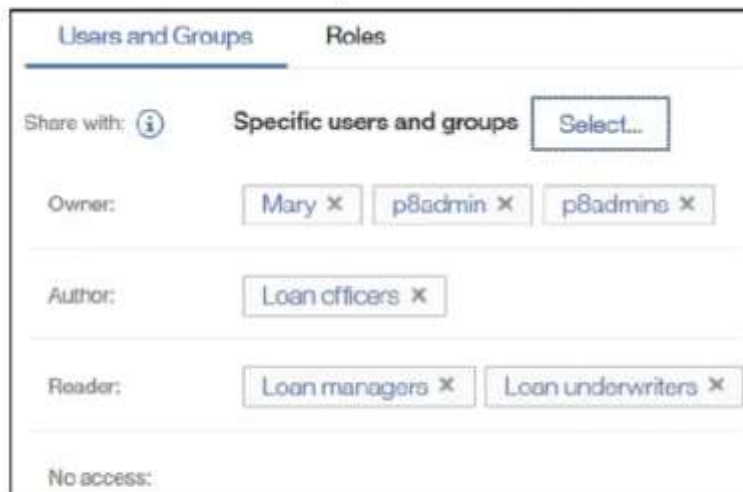 Users and Groups Roles
Share with: i Specific users and groups Select...
Owner: Mary × p8admin × p8admins ×
Author: Loan officers ×
Reader: Loan managers × Loan underwriters ×
No access: